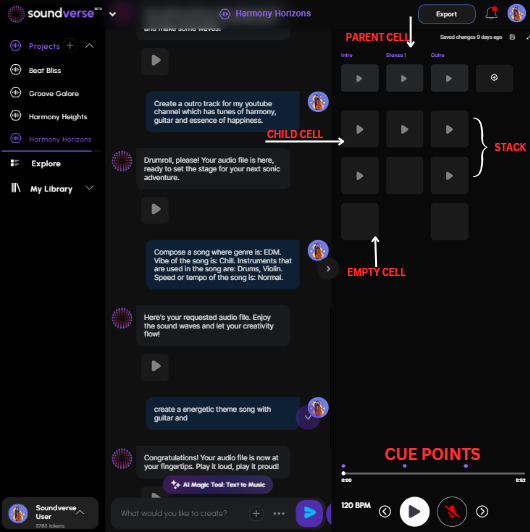 soundverse BETA
Harmony Horizons
Export
Projects
Beat Bliss
Groove Galore
Harmony Heights
Harmony Horizons
Explore
My Library
and make some waves!
Create a outro track for my youtube
channel which has tunes of harmony,
guitar and essence of happiness.
Drumroll, please! Your audio file is here,
ready to set the stage for your next sonic
adventure.
Compose a song where genre is: EDM.
Vibe of the song is: Chill. Instruments that
are used in the song are: Drums, Violin.
Speed or tempo of the song is: Normal.
Here's your requested audio file. Enjoy
the sound waves and let your creativity
flow!
create a energetic theme song with
guitar and
Congratulations! Your audio file is now at
your fingertips. Play it loud, play it proud!
AI Magic Tool: Text to Music
What would you like to create?
Soundverse
User
PARENT CELL
Saved changes 9 days ago
Intro
Stanza 1
Outro
CHILD CELL
STACK
EMPTY CELL
CUE POINTS
0:00
120 BPM